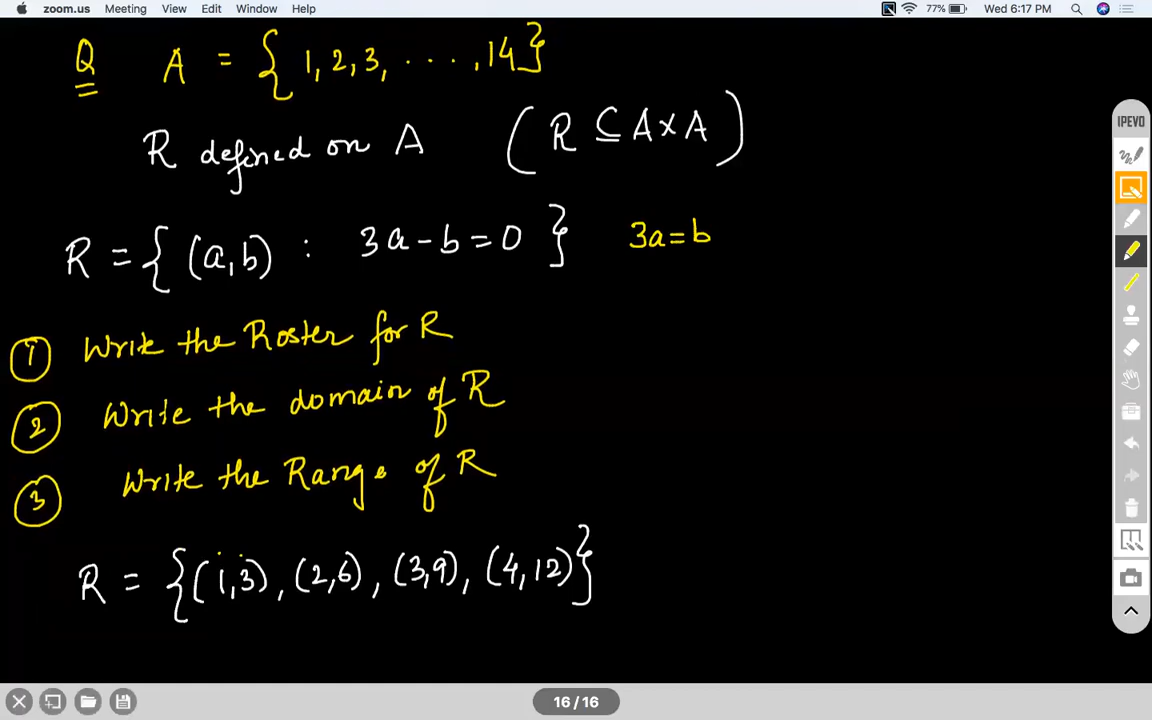 zoom.us Meeting View Edit Window Help 77% Wed 6:17 PM
Q A = { 1, 2, 3, ...., 14 }
R defined on A ( R ⊆ A × A )
R = { (a, b) : 3a - b = 0 } 3a = b
IPEVO
1 Write the Roster for R
2 Write the domain of R
3 Write the Range of R
R = { (1,3), (2,6), (3,9), (4,12) }
16 / 16